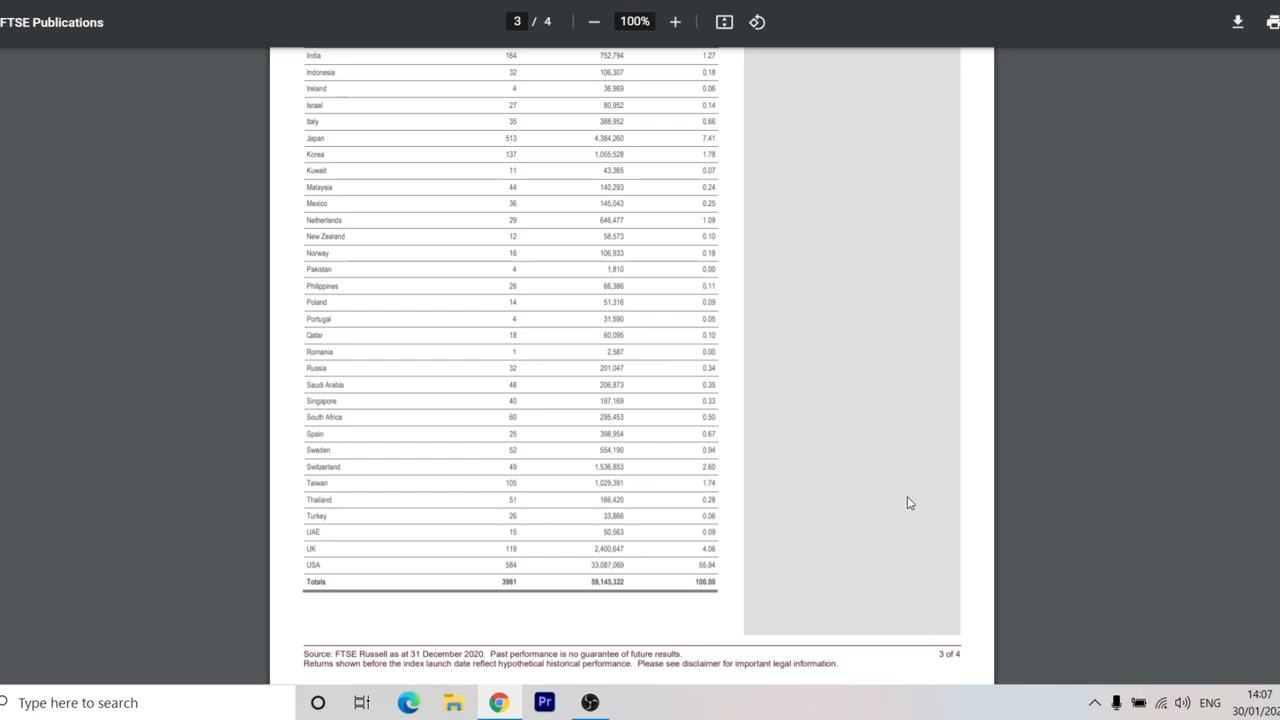 FTSE Publications 3 / 4 100%
India 164 752,794 1.27
Indonesia 32 106,307 0.18
Ireland 4 36,969 0.06
Israel 27 80,952 0.14
Italy 35 388,952 0.66
Japan 513 4,384,260 7.41
Korea 137 1,055,528 1.78
Kuwait 11 43,365 0.07
Malaysia 44 140,293 0.24
Mexico 36 145,043 0.25
Netherlands 29 646,477 1.09
New Zealand 12 58,573 0.10
Norway 16 106,933 0.18
Pakistan 4 1,810 0.00
Philippines 26 66,386 0.11
Poland 14 51,316 0.09
Portugal 4 31,590 0.05
Qatar 18 60,095 0.10
Romania 1 2,587 0.00
Russia 32 201,047 0.34
Saudi Arabia 48 206,873 0.35
Singapore 40 197,169 0.33
South Africa 60 295,453 0.50
Spain 25 398,954 0.67
Sweden 52 554,190 0.94
Switzerland 49 1,536,853 2.60
Taiwan 105 1,029,391 1.74
Thailand 51 166,420 0.28
Turkey 26 33,866 0.06
UAE 15 50,563 0.09
UK 119 2,400,647 4.06
USA 584 33,087,069 55.94
Totals 3961 59,145,322 100.00
Source: FTSE Russell as at 31 December 2020. Past performance is no guarantee of future results. 3 of 4
Returns shown before the index launch date reflect hypothetical historical performance. Please see disclaimer for important legal information.
Type here to search Pr ENG 14:07
30/01/202